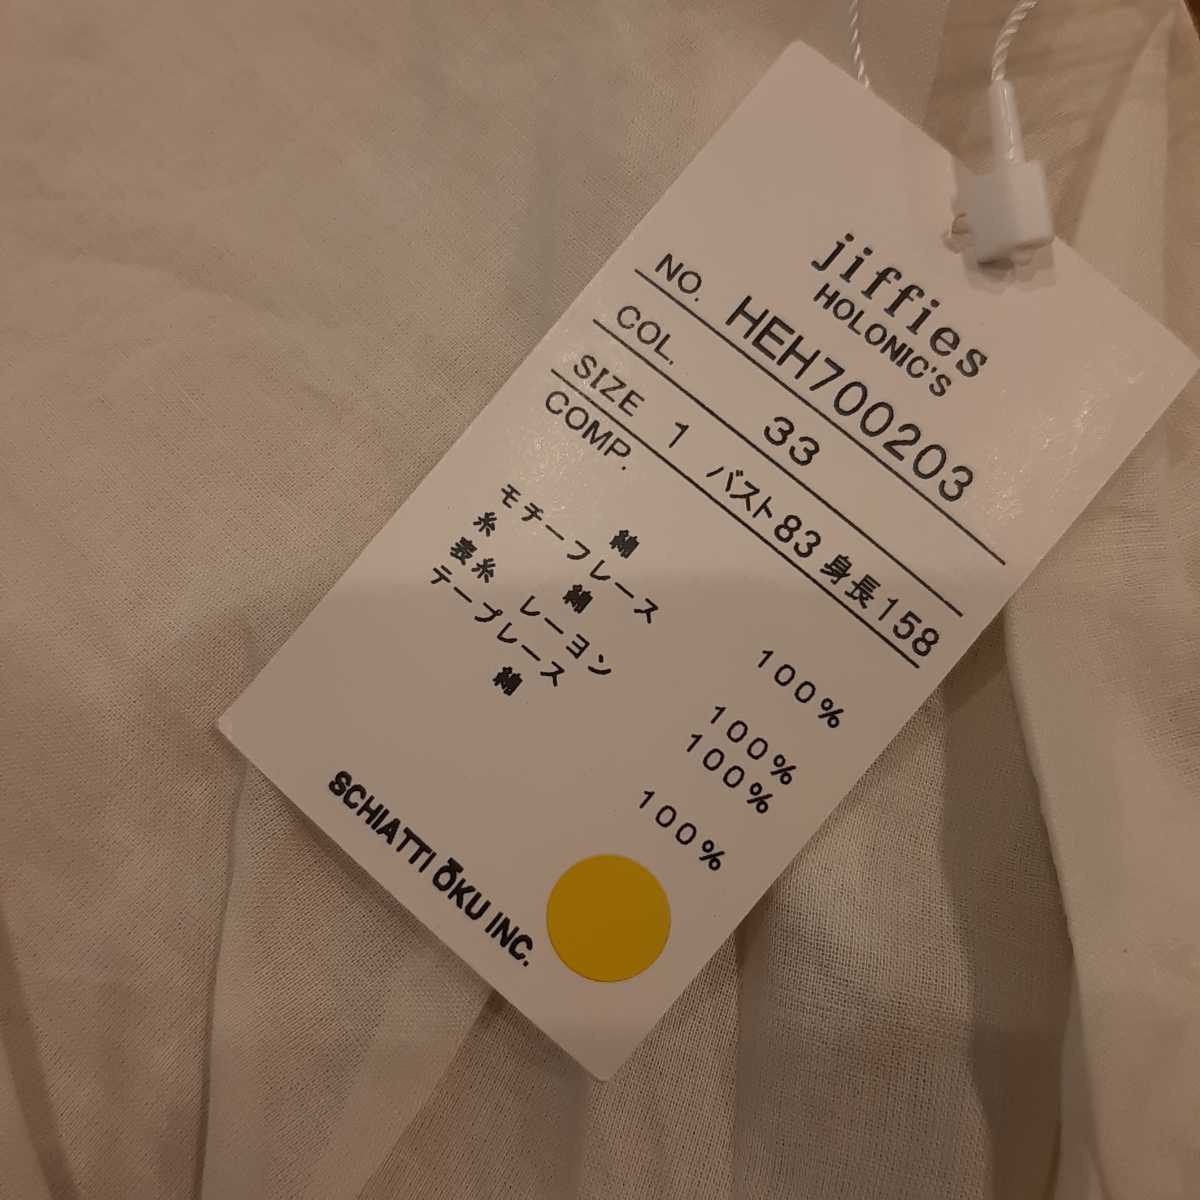 jiffies
HOLONIC'S
NO. HEH700203
COL. 33
SIZE 1 バスト83 身長158
COMP.
綿 100%
モチーフレース
糸 綿 100%
表糸 レーヨン 100%
テープレース
綿 100%
SCHIATTI ŌKU INC.